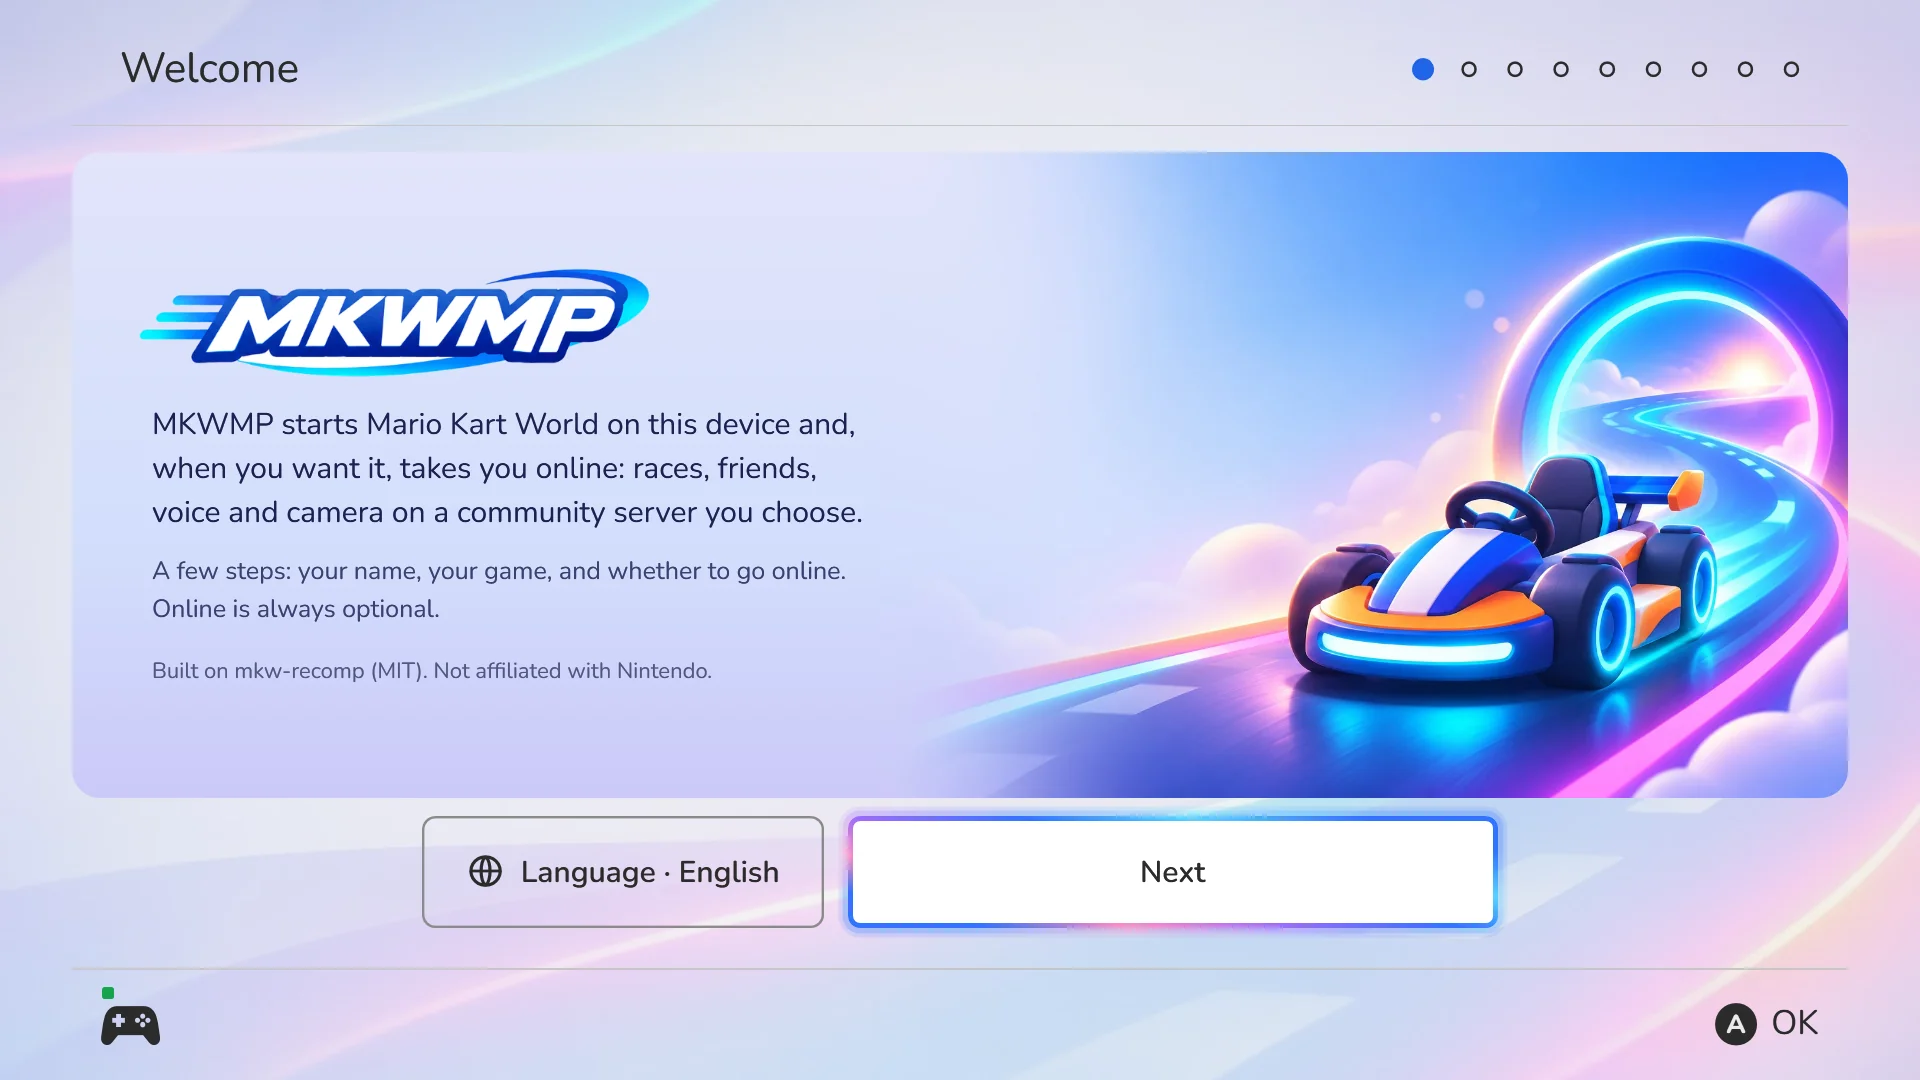 Welcome
MKWMP
MKWMP starts Mario Kart World on this device and,
when you want it, takes you online: races, friends,
voice and camera on a community server you choose.
A few steps: your name, your game, and whether to go online.
Online is always optional.
Built on mkw-recomp (MIT). Not affiliated with Nintendo.
Language · English
Next
A OK